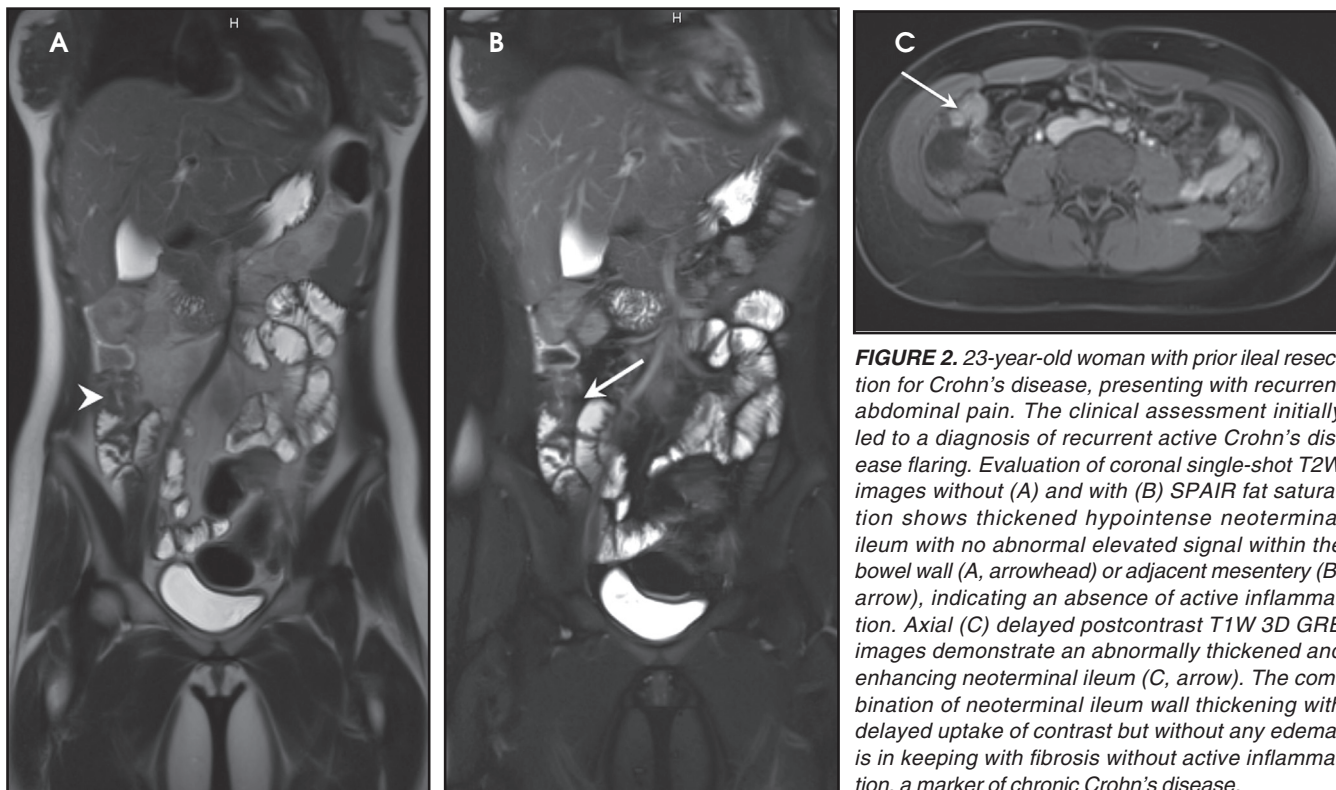 A
H
B
H
C
FIGURE 2. 23-year-old woman with prior ileal resec
tion for Crohn's disease, presenting with recurren
abdominal pain. The clinical assessment initially
led to a diagnosis of recurrent active Crohn's dis
ease flaring. Evaluation of coronal single-shot T2W
images without (A) and with (B) SPAIR fat satura
tion shows thickened hypointense neotermina
ileum with no abnormal elevated signal within the
bowel wall (A, arrowhead) or adjacent mesentery (B
arrow), indicating an absence of active inflamma
tion. Axial (C) delayed postcontrast T1W 3D GRE
images demonstrate an abnormally thickened and
enhancing neoterminal ileum (C, arrow). The com
bination of neoterminal ileum wall thickening with
delayed uptake of contrast but without any edema
is in keeping with fibrosis without active inflamma
tion, a marker of chronic Crohn's disease.